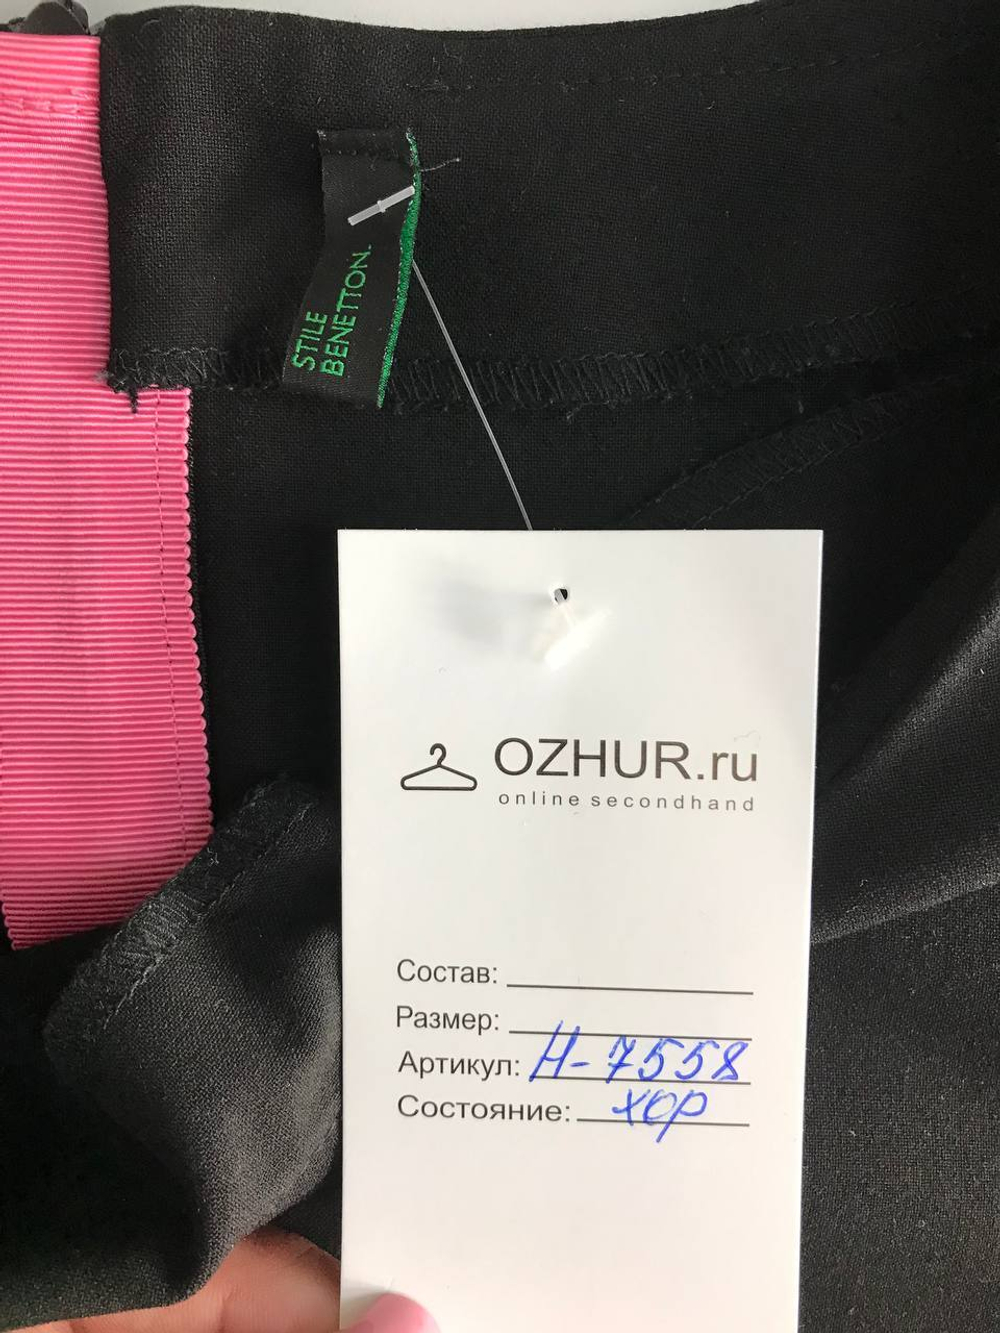 STILE
BENETTON.
OZHUR.ru
online secondhand
Состав:
Размер:
Артикул: Н-7558
Состояние: хор